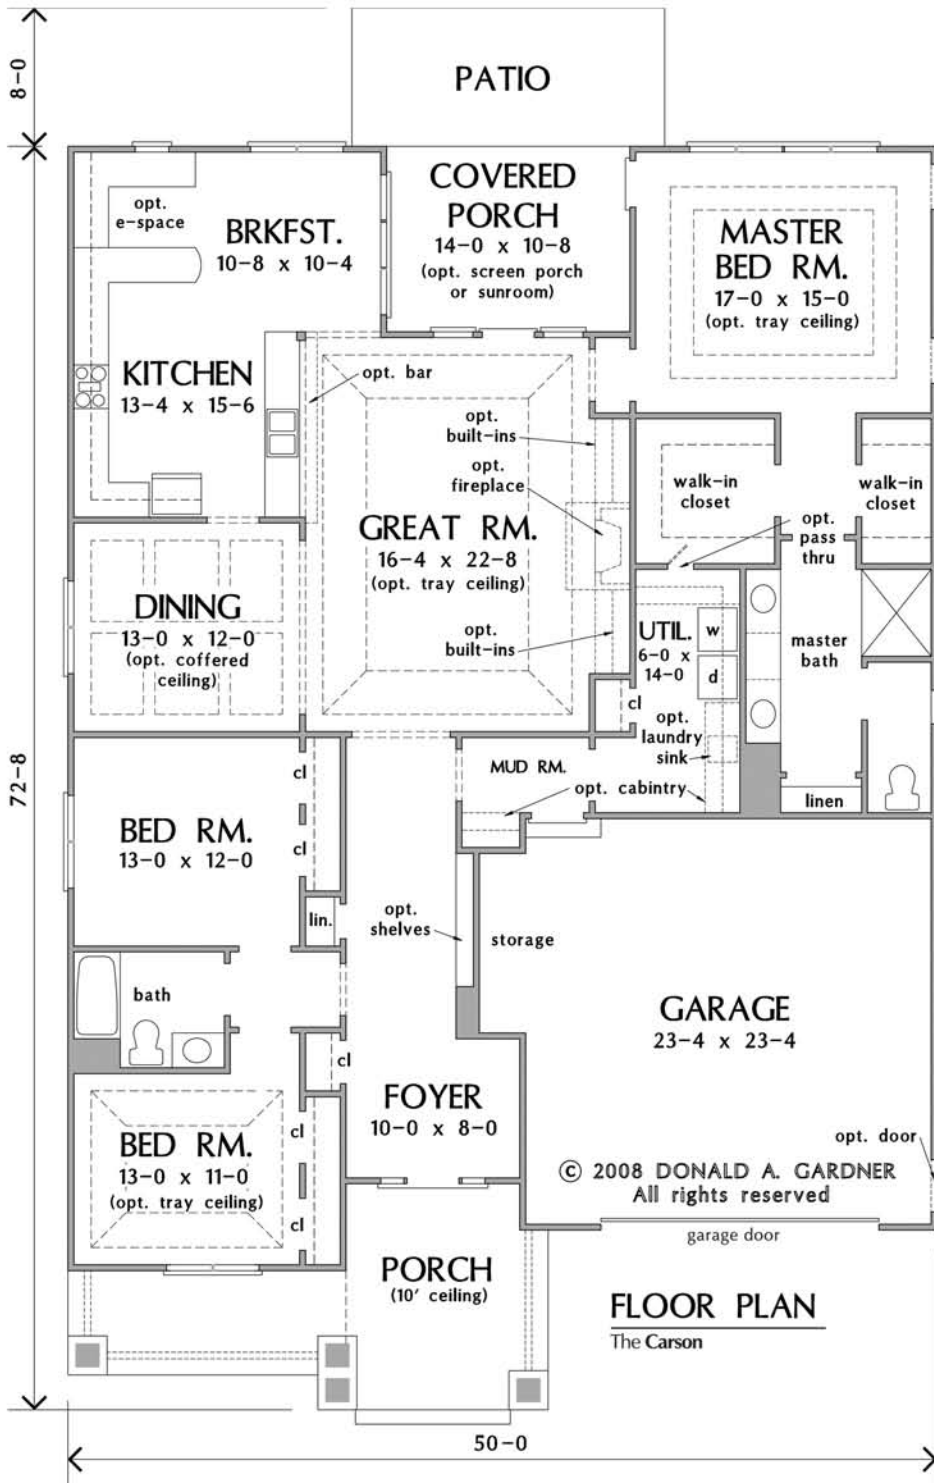 8-0
PATIO
opt.
e-space
BRKFST.
10-8 x 10-4
COVERED
PORCH
14-0 x 10-8
(opt. screen porch
or sunroom)
MASTER
BED RM.
17-0 x 15-0
(opt. tray ceiling)
KITCHEN
13-4 x 15-6
opt. bar
opt.
built-ins
opt.
fireplace
walk-in
closet
walk-in
closet
opt.
pass
thru
GREAT RM.
16-4 x 22-8
(opt. tray ceiling)
DINING
13-0 x 12-0
(opt. coffered
ceiling)
opt.
built-ins
UTIL.
6-0 x
14-0
w
d
master
bath
cl
opt.
laundry
sink
72-8
MUD RM.
opt. cabintry
linen
cl
BED RM.
13-0 x 12-0
cl
lin.
opt.
shelves
storage
bath
GARAGE
23-4 x 23-4
cl
FOYER
10-0 x 8-0
BED RM.
13-0 x 11-0
(opt. tray ceiling)
cl
cl
opt. door
© 2008 DONALD A. GARDNER
All rights reserved
garage door
PORCH
(10' ceiling)
FLOOR PLAN
The Carson
50-0